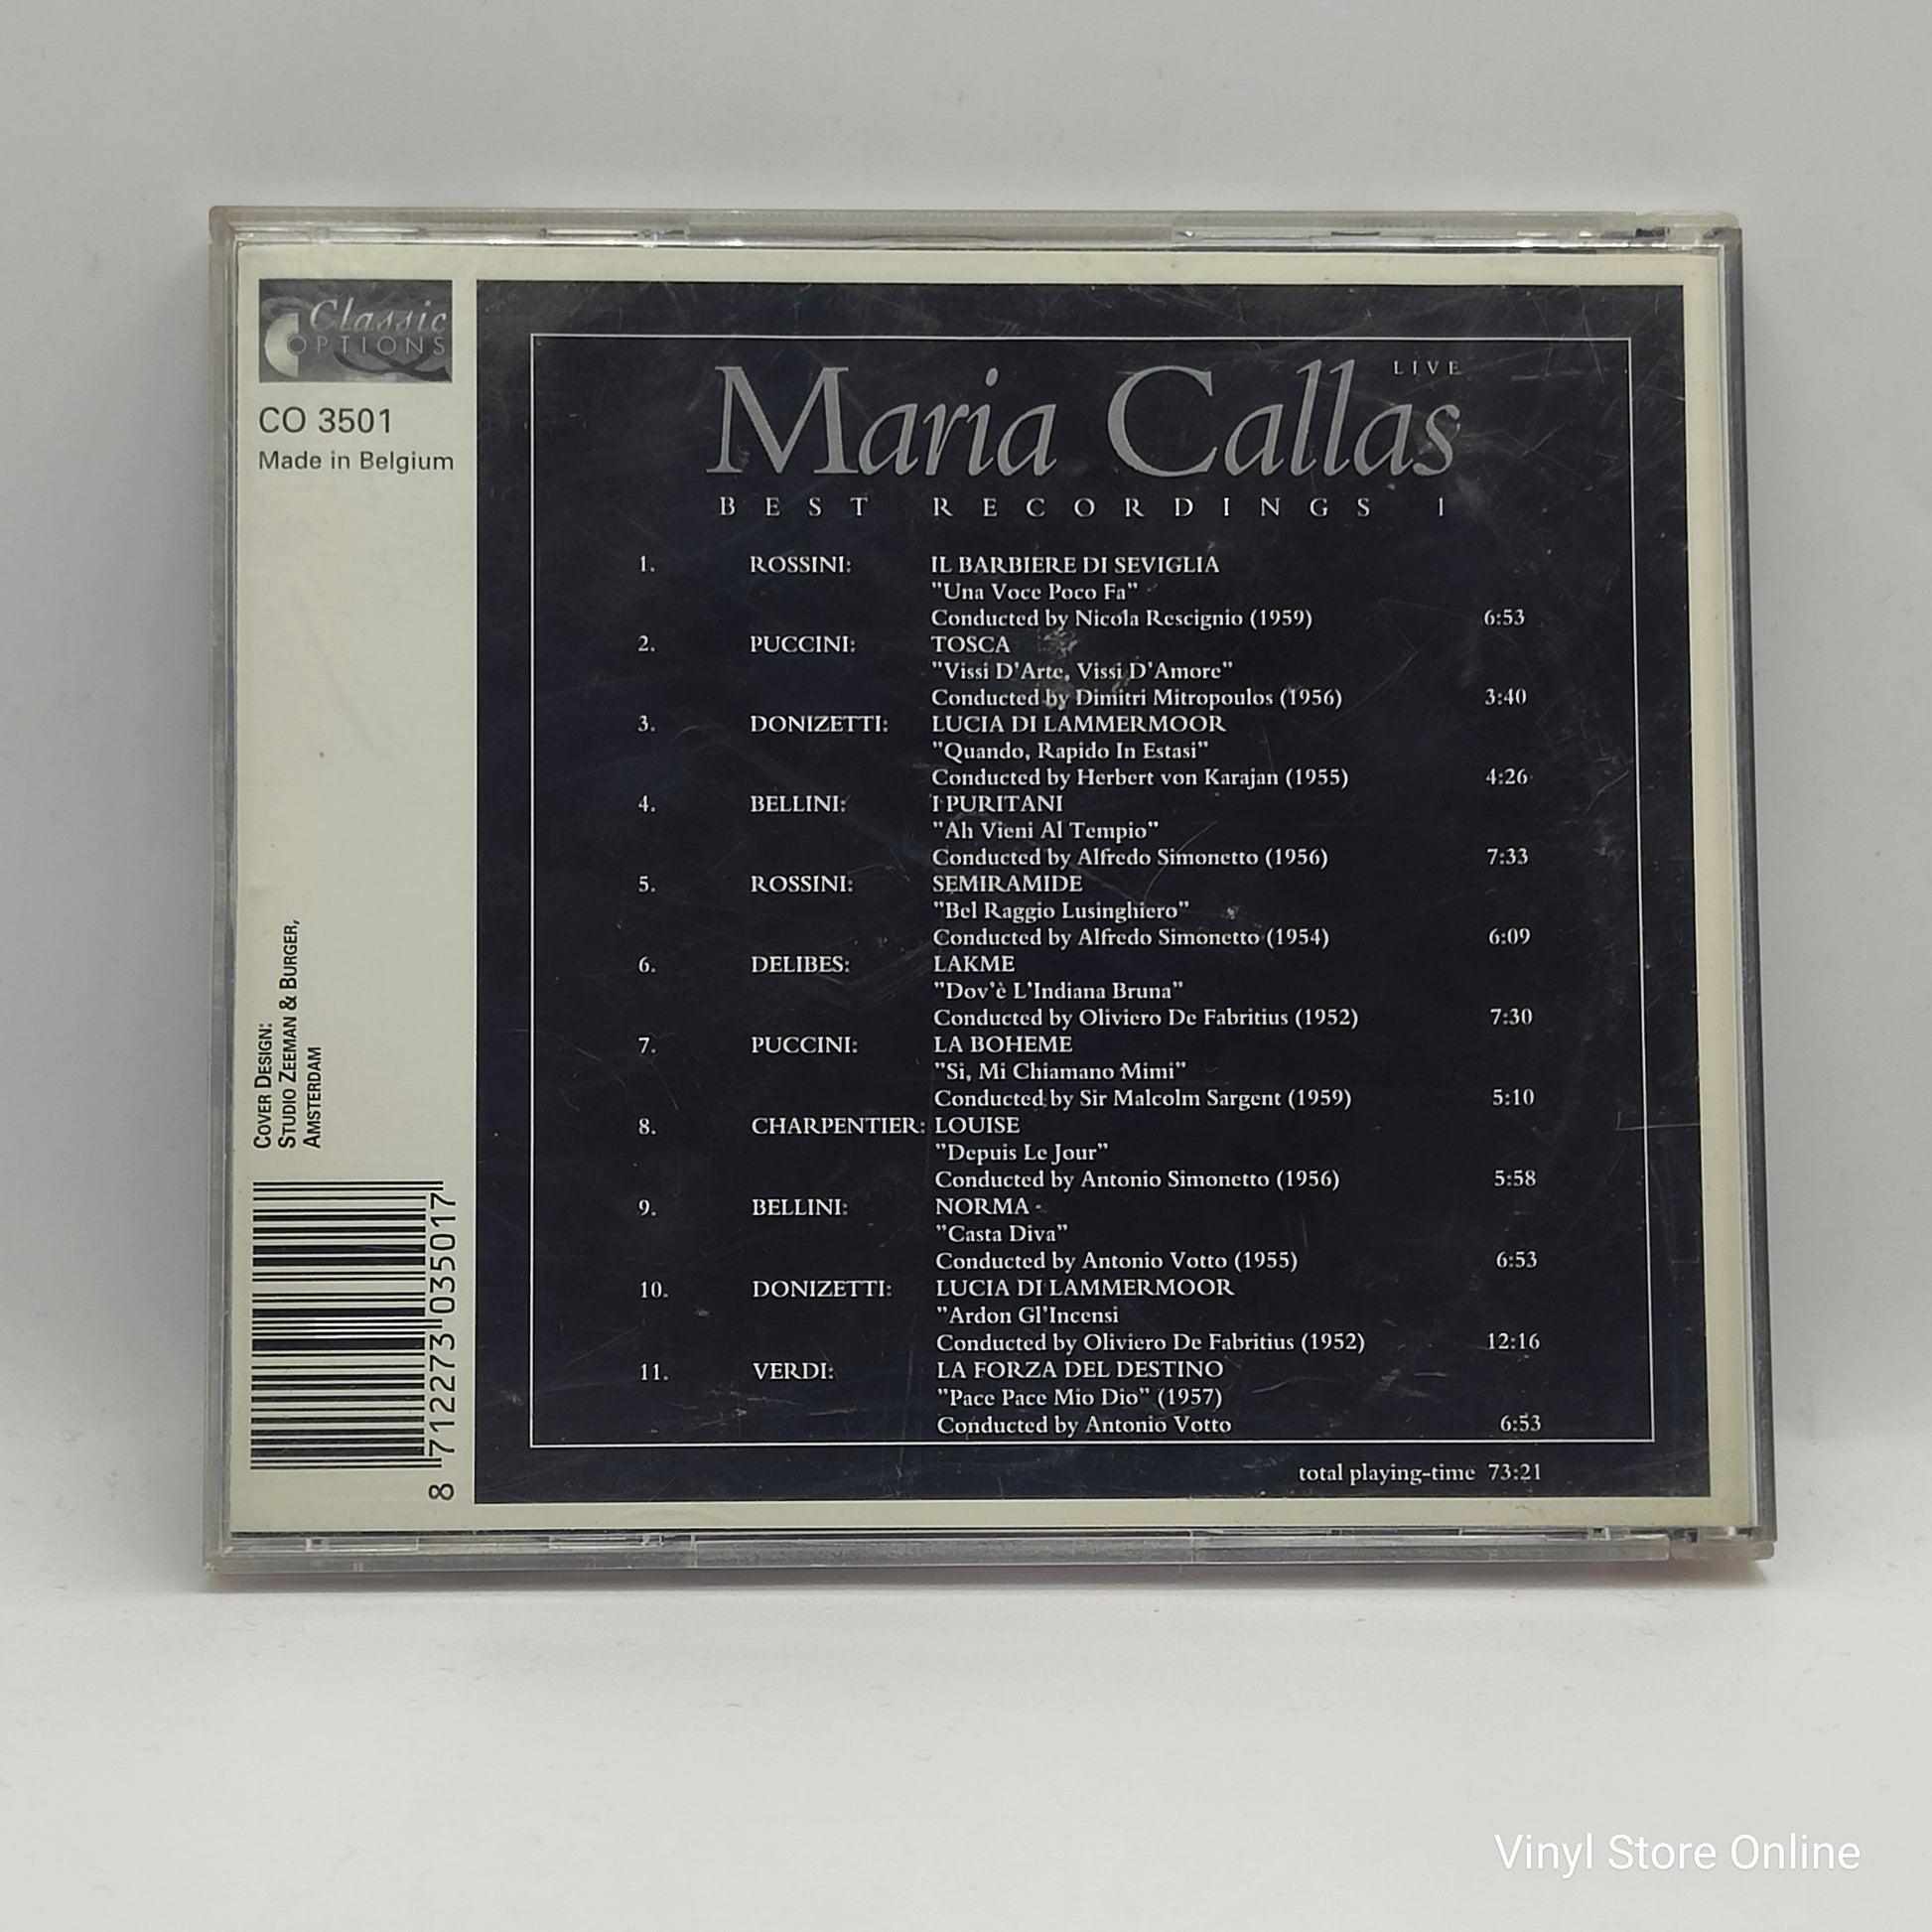 Classic
OPTIONS
CO 3501
Made in Belgium
COVER DESIGN:
STUDIO ZEEMAN & BURGER,
AMSTERDAM
8 712273 035017
LIVE
Maria Callas
BEST RECORDINGS 1
1. ROSSINI: IL BARBIERE DI SEVIGLIA
"Una Voce Poco Fa"
Conducted by Nicola Rescignio (1959) 6:53
2. PUCCINI: TOSCA
"Vissi D'Arte, Vissi D'Amore"
Conducted by Dimitri Mitropoulos (1956) 3:40
3. DONIZETTI: LUCIA DI LAMMERMOOR
"Quando, Rapido In Estasi"
Conducted by Herbert von Karajan (1955) 4:26
4. BELLINI: I PURITANI
"Ah Vieni Al Tempio"
Conducted by Alfredo Simonetto (1956) 7:33
5. ROSSINI: SEMIRAMIDE
"Bel Raggio Lusinghiero"
Conducted by Alfredo Simonetto (1954) 6:09
6. DELIBES: LAKME
"Dov'è L'Indiana Bruna"
Conducted by Oliviero De Fabritius (1952) 7:30
7. PUCCINI: LA BOHEME
"Si, Mi Chiamano Mimi"
Conducted by Sir Malcolm Sargent (1959) 5:10
8. CHARPENTIER: LOUISE
"Depuis Le Jour"
Conducted by Antonio Simonetto (1956) 5:58
9. BELLINI: NORMA -
"Casta Diva"
Conducted by Antonio Votto (1955) 6:53
10. DONIZETTI: LUCIA DI LAMMERMOOR
"Ardon Gl'Incensi
Conducted by Oliviero De Fabritius (1952) 12:16
11. VERDI: LA FORZA DEL DESTINO
"Pace Pace Mio Dio" (1957)
Conducted by Antonio Votto 6:53
total playing-time 73:21
Vinyl Store Online